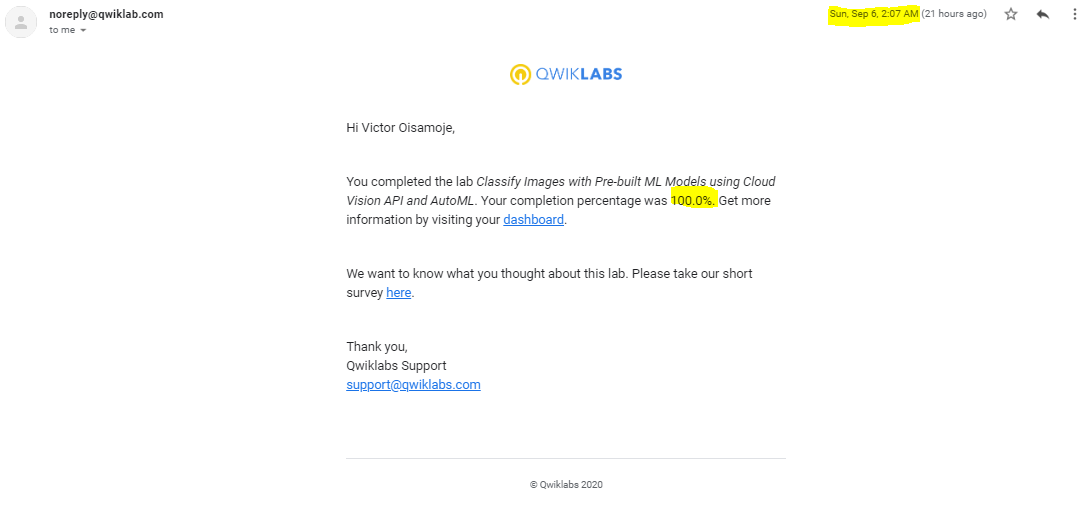 noreply@qwiklab.com
Sun, Sep 6, 2:07 AM (21 hours ago)
to me
QWIKLABS
Hi Victor Oisamoje,
You completed the lab Classify Images with Pre-built ML Models using Cloud
Vision API and AutoML. Your completion percentage was 100.0%. Get more
information by visiting your dashboard.
We want to know what you thought about this lab. Please take our short
survey here.
Thank you,
Qwiklabs Support
support@qwiklabs.com
© Qwiklabs 2020